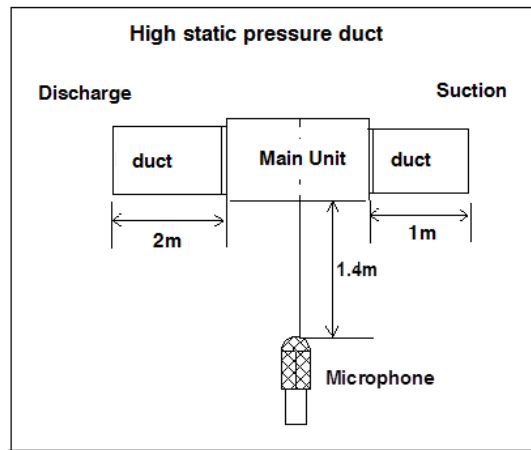 High static pressure duct
Discharge
Suction
duct
Main Unit
duct
2m
1m
1.4m
Microphone